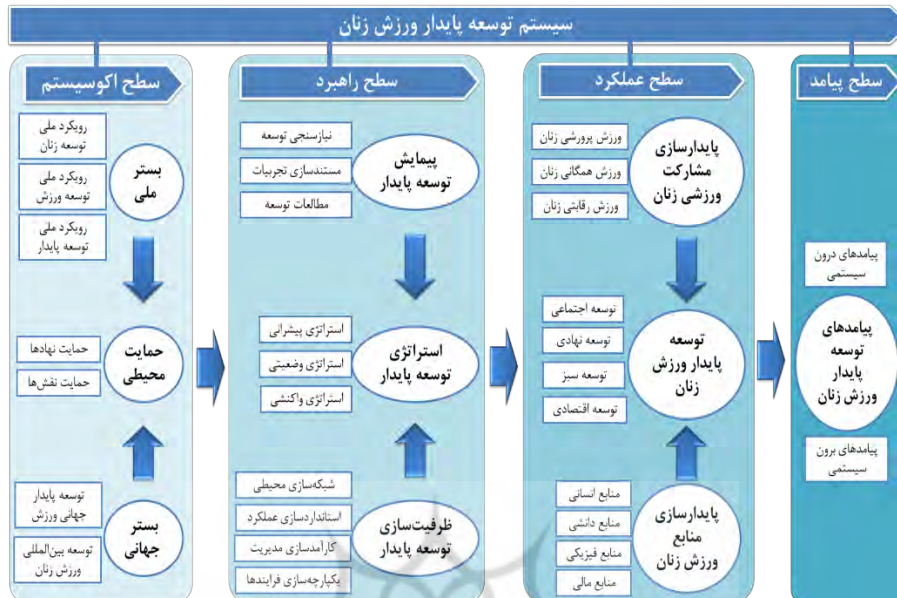 سیستم توسعه پایدار ورزش زنان
سطح اکوسیستم
رویکرد ملی
توسعه زنان
رویکرد ملی
توسعه ورزش
رویکرد ملی
توسعه پایدار
بستر
ملی
حمایت نهادها
حمایت نقش‌ها
حمایت
محیطی
توسعه پایدار
جهانی ورزش
توسعه بین‌المللی
ورزش زنان
بستر
جهانی
سطح راهبرد
نیازسنجی توسعه
مستندسازی تجربیات
مطالعات توسعه
پیمایش
توسعه پایدار
استراتژی پیشرانی
استراتژی وضعیتی
استراتژی واکنشی
استراتژی
توسعه پایدار
شبکه‌سازی محیطی
استانداردسازی عملکرد
کارآمدسازی مدیریت
یکپارچه‌سازی فرایندها
ظرفیت‌سازی
توسعه پایدار
سطح عملکرد
ورزش پرورشی زنان
ورزش همگانی زنان
ورزش رقابتی زنان
پایدارسازی
مشارکت
ورزشی زنان
توسعه اجتماعی
توسعه نهادی
توسعه سبز
توسعه اقتصادی
توسعه
پایدار ورزش
زنان
منابع انسانی
منابع دانشی
منابع فیزیکی
منابع مالی
پایدارسازی
منابع
ورزش زنان
سطح پیامد
پیامدهای درون
سیستمی
پیامدهای
توسعه
پایدار
ورزش زنان
پیامدهای برون
سیستمی